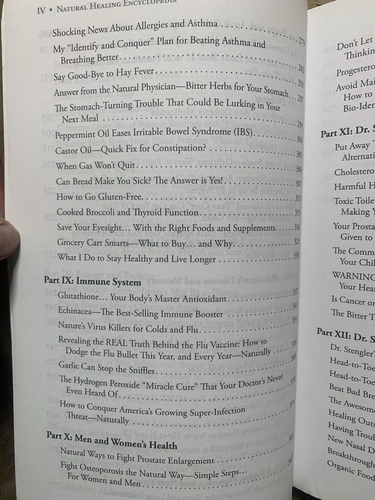 IV • NATURAL HEALING ENCYCLOPEDIA
Shocking News About Allergies and Asthma
My "Identify and Conquer" Plan for Beating Asthma and
Breathing Better
Say Good-Bye to Hay Fever
Answer from the Natural Physician—Bitter Herbs for Your Stomach
The Stomach-Turning Trouble That Could Be Lurking in Your
Next Meal
Peppermint Oil Eases Irritable Bowel Syndrome (IBS)
Castor Oil—Quick Fix for Constipation?
When Gas Won't Quit
Can Bread Make You Sick? The Answer is Yes!
How to Go Gluten-Free
Cooked Broccoli and Thyroid Function
Save Your Eyesight… With the Right Foods and Supplements
Grocery Cart Smarts—What to Buy… and Why
What I Do to Stay Healthy and Live Longer
Part IX: Immune System
Glutathione… Your Body's Master Antioxidant
Echinacea—The Best-Selling Immune Booster
Nature's Virus Killers for Colds and Flu
Revealing the REAL Truth Behind the Flu Vaccine: How to
Dodge the Flu Bullet This Year, and Every Year—Naturally
Garlic Can Stop the Sniffles
The Hydrogen Peroxide "Miracle Cure" That Your Doctor's Never
Even Heard Of
How to Conquer America's Growing Super-Infection
Threat—Naturally
Part X: Men and Women's Health
Natural Ways to Fight Prostate Enlargement
Fight Osteoporosis the Natural Way—Simple Steps…
For Women and Men
Don't Let
Thinkin
Progestero
Avoid Mai
How to
Bio-Iden
Part XI: Dr. S
Put Away
Alternati
Cholestero
Harmful H
Toxic Toile
Making Y
Your Prosta
Given to
The Comm
Your Chil
WARNING
Your Hea
Is Cancer o
The Bitter T
Part XII: Dr.
Dr. Stengler'
Head-to-Toe
Head-to-Toe
Beat Bad Bre
The Awesome
Healing Out
Having Troub
New Nasal D
Breakthrough
Organic Food